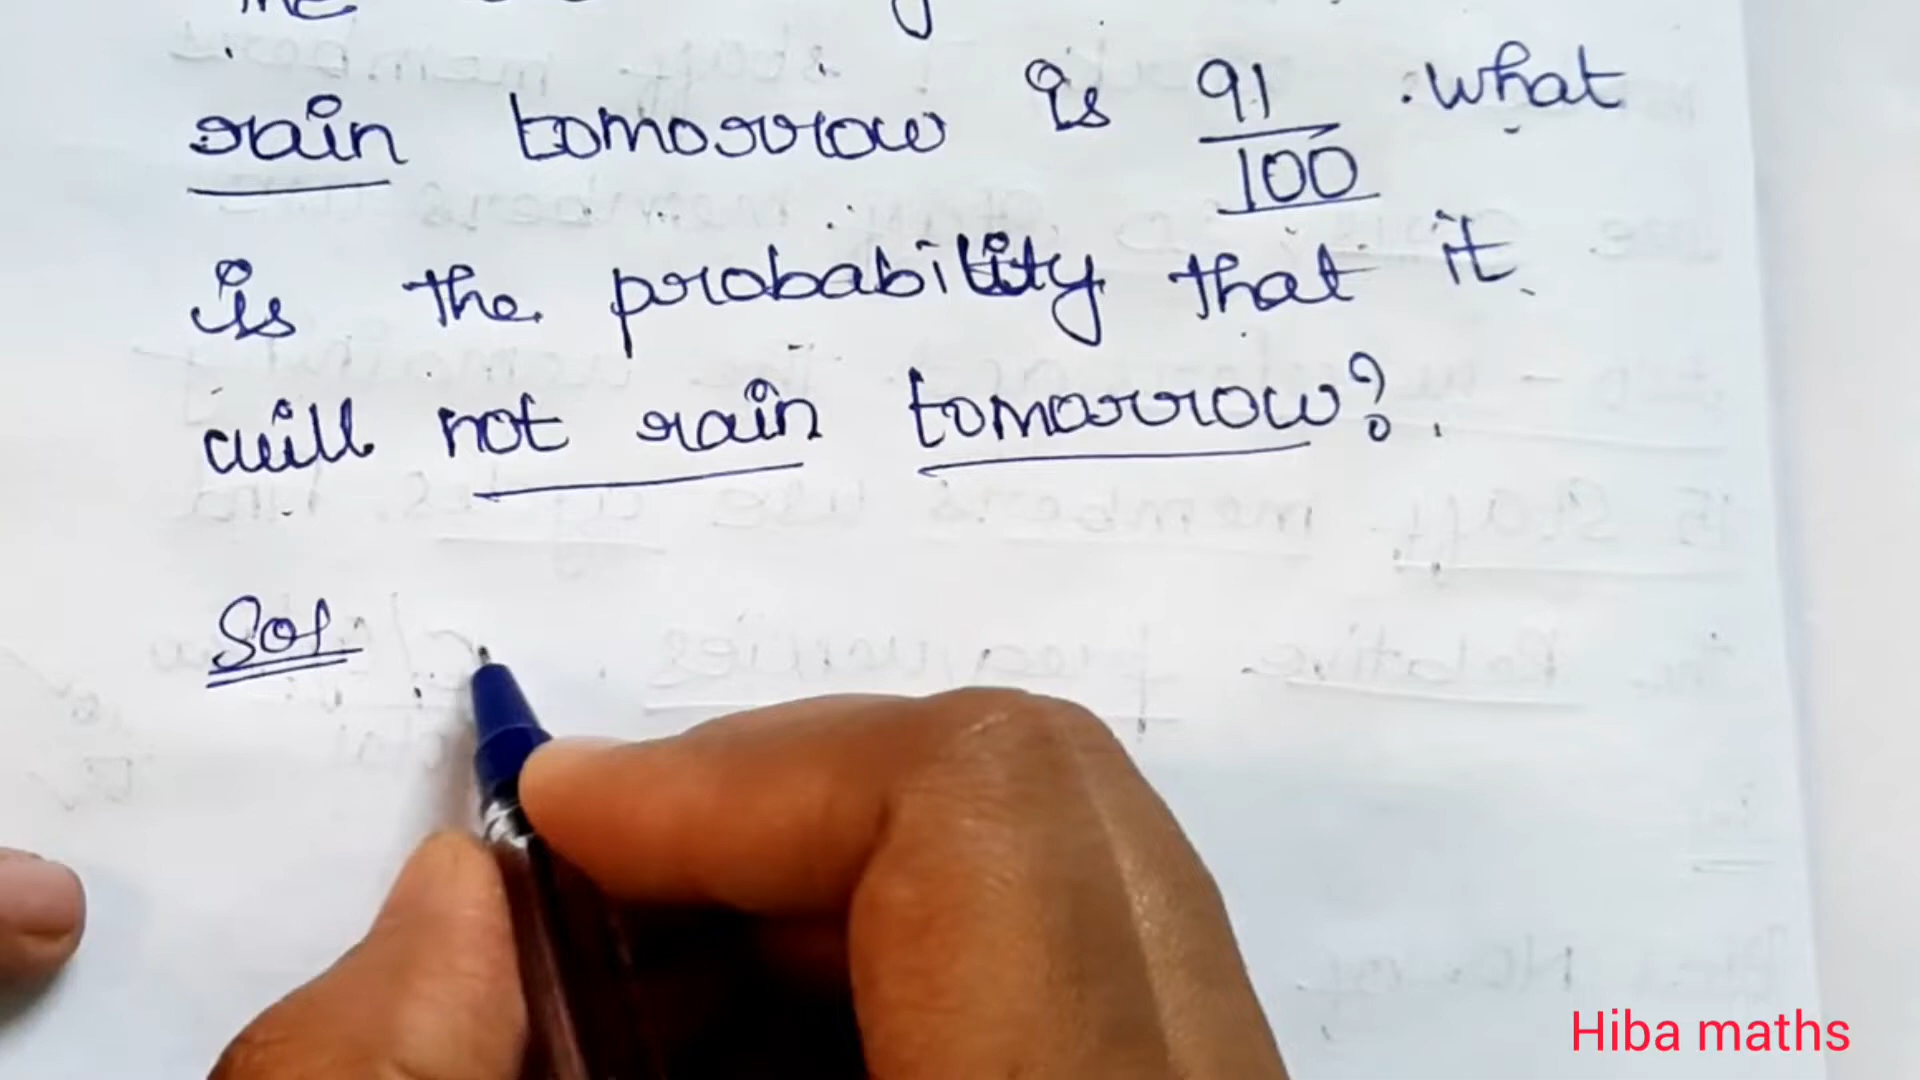 rain tomorrow is 91/100 . what
is the probability that it
will not rain tomorrow?
Sol
Hiba maths